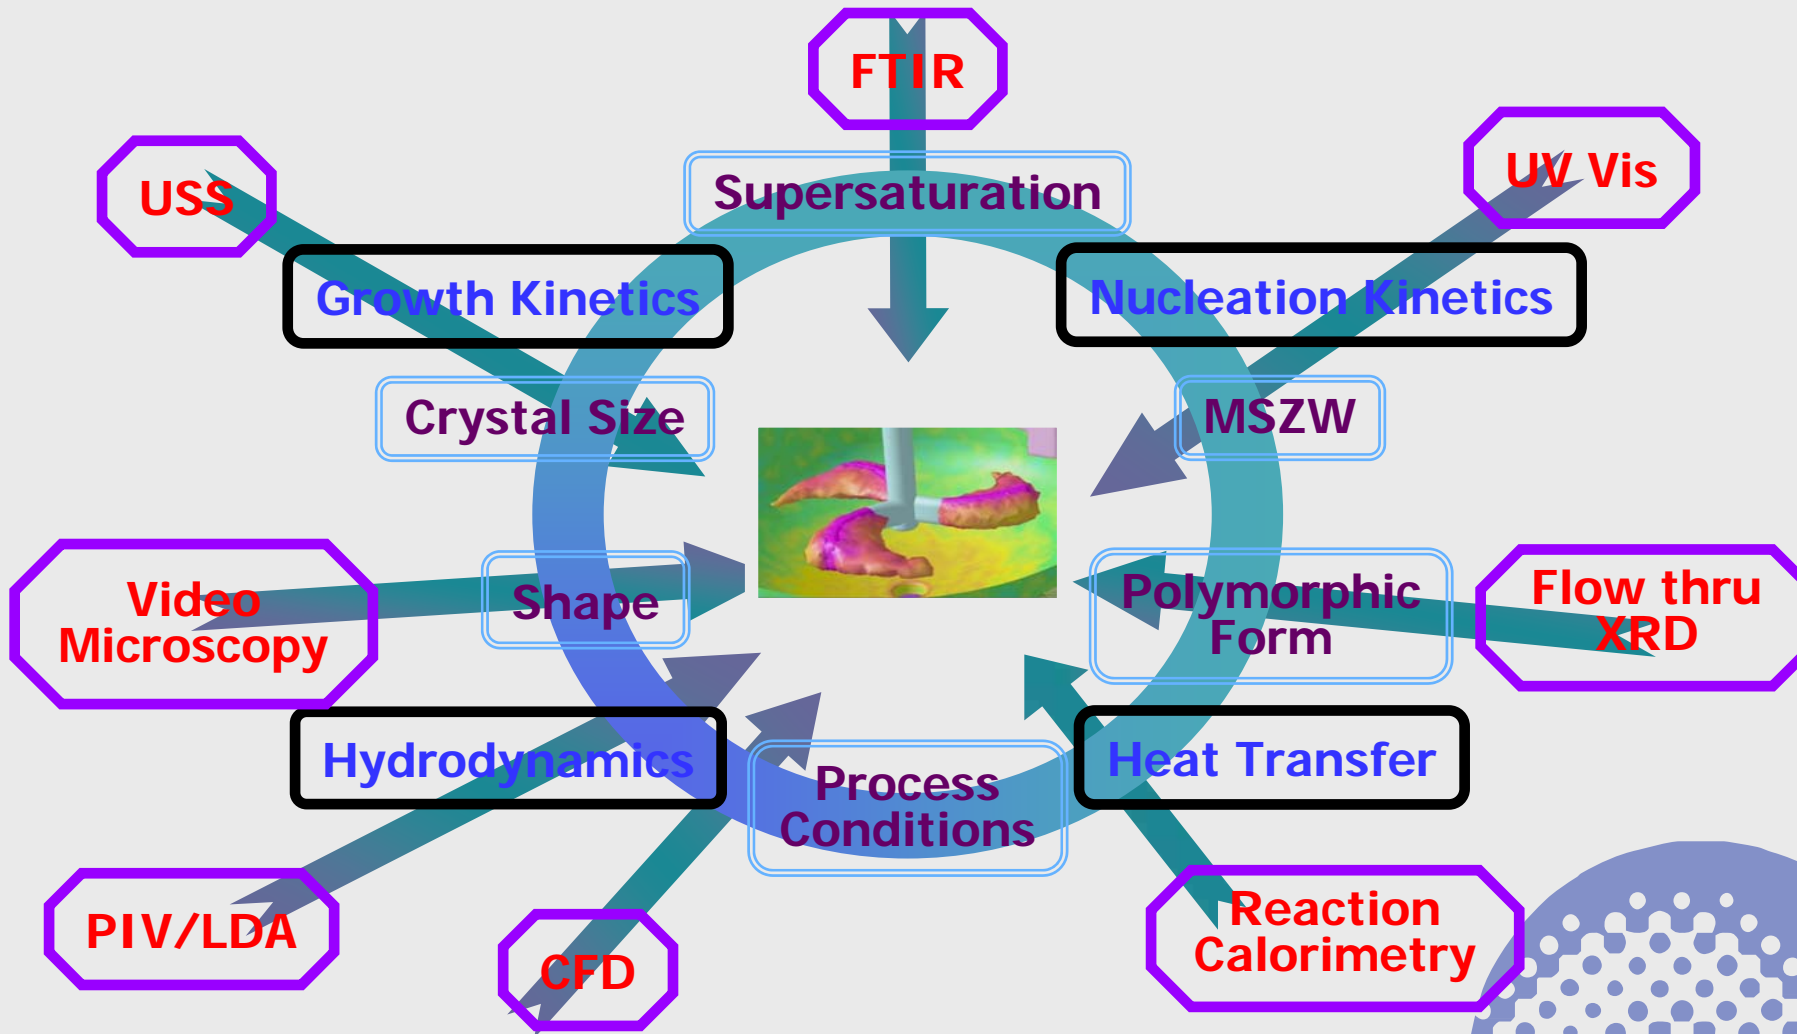 FTIR
USS
UV Vis
Supersaturation
Growth Kinetics
Nucleation Kinetics
Crystal Size
MSZW
Video
Microscopy
Shape
Polymorphic
Form
Flow thru
XRD
Hydrodynamics
Process
Conditions
Heat Transfer
PIV/LDA
CFD
Reaction
Calorimetry